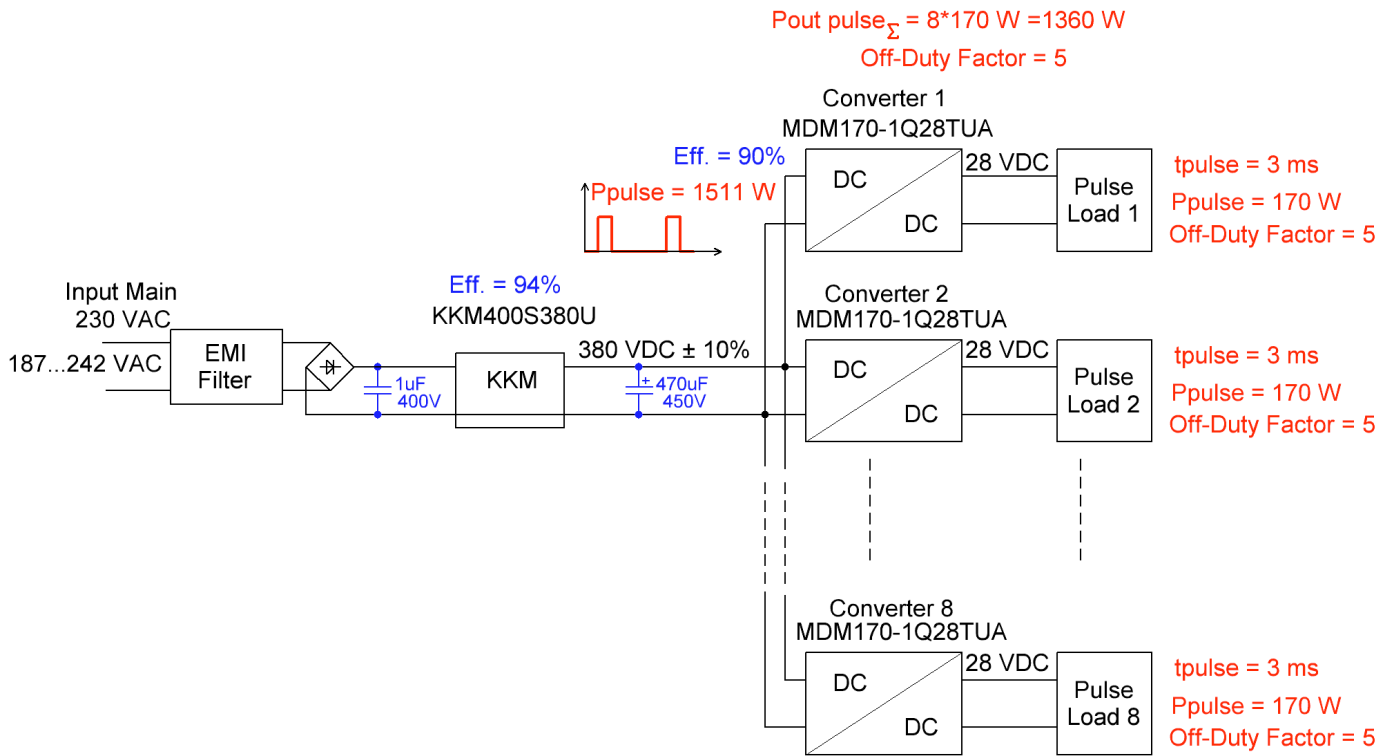 Pout pulseΣ = 8*170 W =1360 W
Off-Duty Factor = 5
Converter 1
MDM170-1Q28TUA
Eff. = 90%
Ppulse = 1511 W
DC
DC
28 VDC
Pulse
Load 1
tpulse = 3 ms
Ppulse = 170 W
Off-Duty Factor = 5
Input Main
230 VAC
187...242 VAC
EMI
Filter
1uF
400V
Eff. = 94%
KKM400S380U
KKM
380 VDC ± 10%
+ 470uF
450V
Converter 2
MDM170-1Q28TUA
DC
DC
28 VDC
Pulse
Load 2
tpulse = 3 ms
Ppulse = 170 W
Off-Duty Factor = 5
Converter 8
MDM170-1Q28TUA
DC
DC
28 VDC
Pulse
Load 8
tpulse = 3 ms
Ppulse = 170 W
Off-Duty Factor = 5